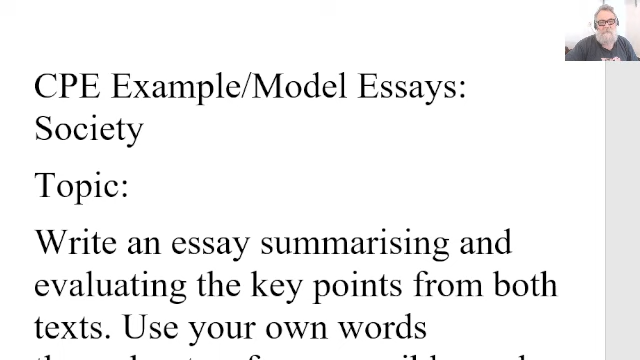 CPE Example/Model Essays:
Society
Topic:
Write an essay summarising and
evaluating the key points from both
texts. Use your own words